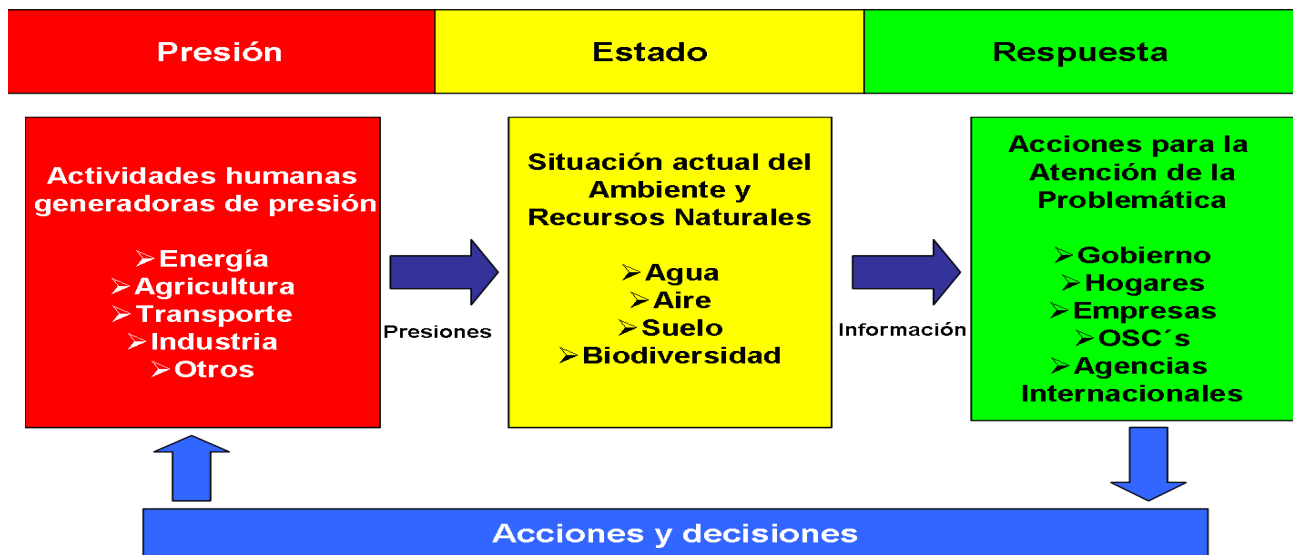 Presión
Estado
Respuesta
Actividades humanas
generadoras de presión
➢Energía
➢Agricultura
➢Transporte
➢Industria
➢Otros
Presiones
Situación actual del
Ambiente y
Recursos Naturales
➢Agua
➢Aire
➢Suelo
➢Biodiversidad
Información
Acciones para la
Atención de la
Problemática
➢Gobierno
➢Hogares
➢Empresas
➢OSC´s
➢Agencias
Internacionales
Acciones y decisiones